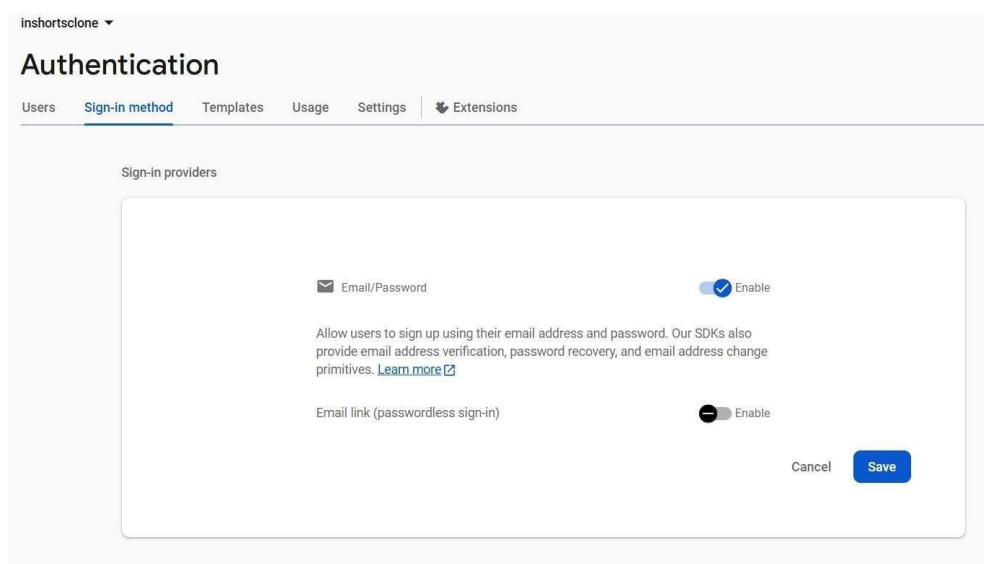 inshortsclone
Authentication
Users Sign-in method Templates Usage Settings Extensions
Sign-in providers
Email/Password Enable
Allow users to sign up using their email address and password. Our SDKs also
provide email address verification, password recovery, and email address change
primitives. Learn more
Email link (passwordless sign-in) Enable
Cancel Save